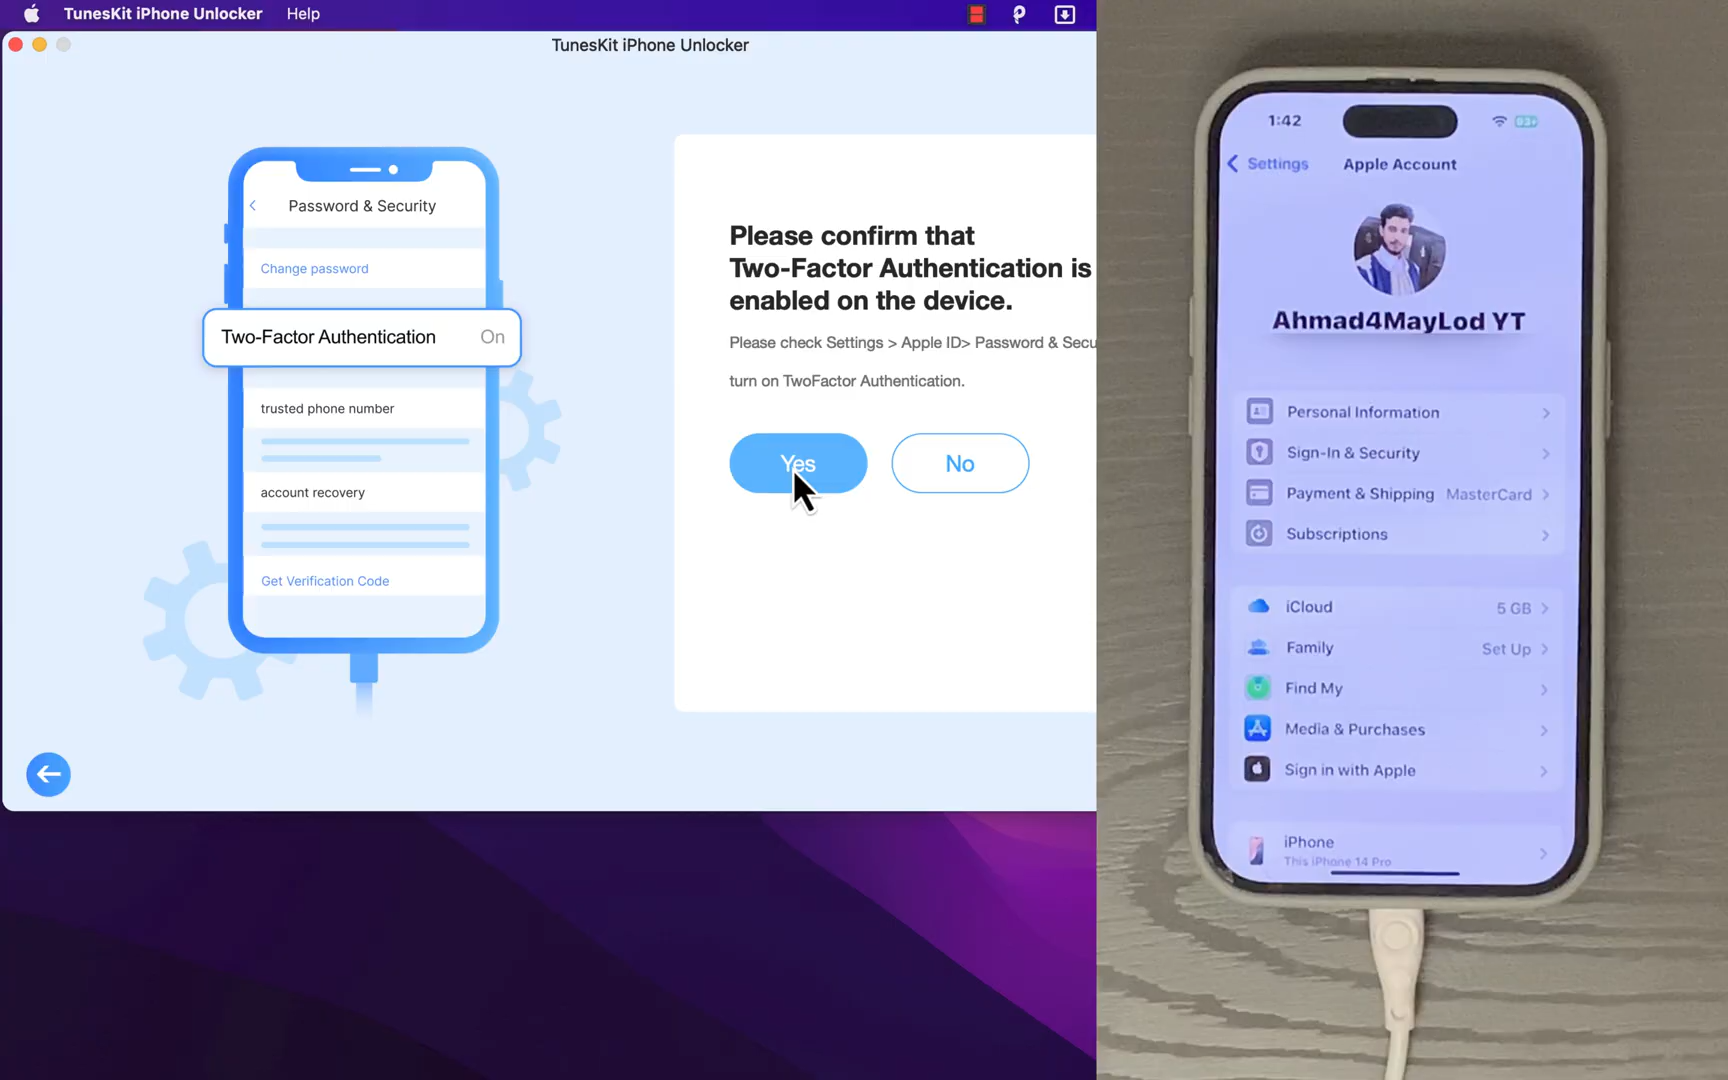 TunesKit iPhone Unlocker Help
TunesKit iPhone Unlocker
Password & Security
Change password
Two-Factor Authentication On
trusted phone number
account recovery
Get Verification Code
Please confirm that
Two-Factor Authentication is
enabled on the device.
Please check Settings > Apple ID> Password & Secu
turn on TwoFactor Authentication.
Yes
No
1:42
93
Settings
Apple Account
Ahmad4MayLod YT
Personal Information
Sign-In & Security
Payment & Shipping MasterCard
Subscriptions
iCloud 5 GB
Family Set Up
Find My
Media & Purchases
Sign in with Apple
iPhone
This iPhone 14 Pro